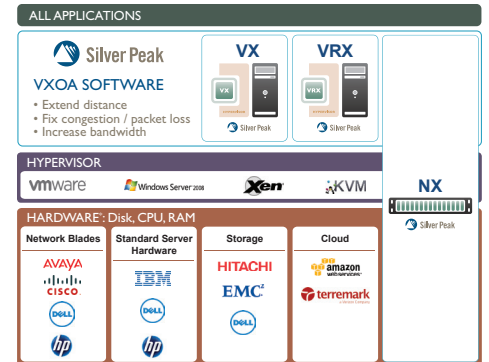 ALL APPLICATIONS
Silver Peak
VXOA SOFTWARE
• Extend distance
• Fix congestion / packet loss
• Increase bandwidth
VX
VX
Silver Peak
VRX
VRX
Silver Peak
HYPERVISOR
vmware
Windows Server 2008
Xen
KVM
NX
Silver Peak
HARDWARE*: Disk, CPU, RAM
Network Blades
AVAYA
CISCO
DELL
hp
Standard Server
Hardware
IBM
DELL
hp
Storage
HITACHI
EMC²
DELL
Cloud
amazon
webservices
terremark